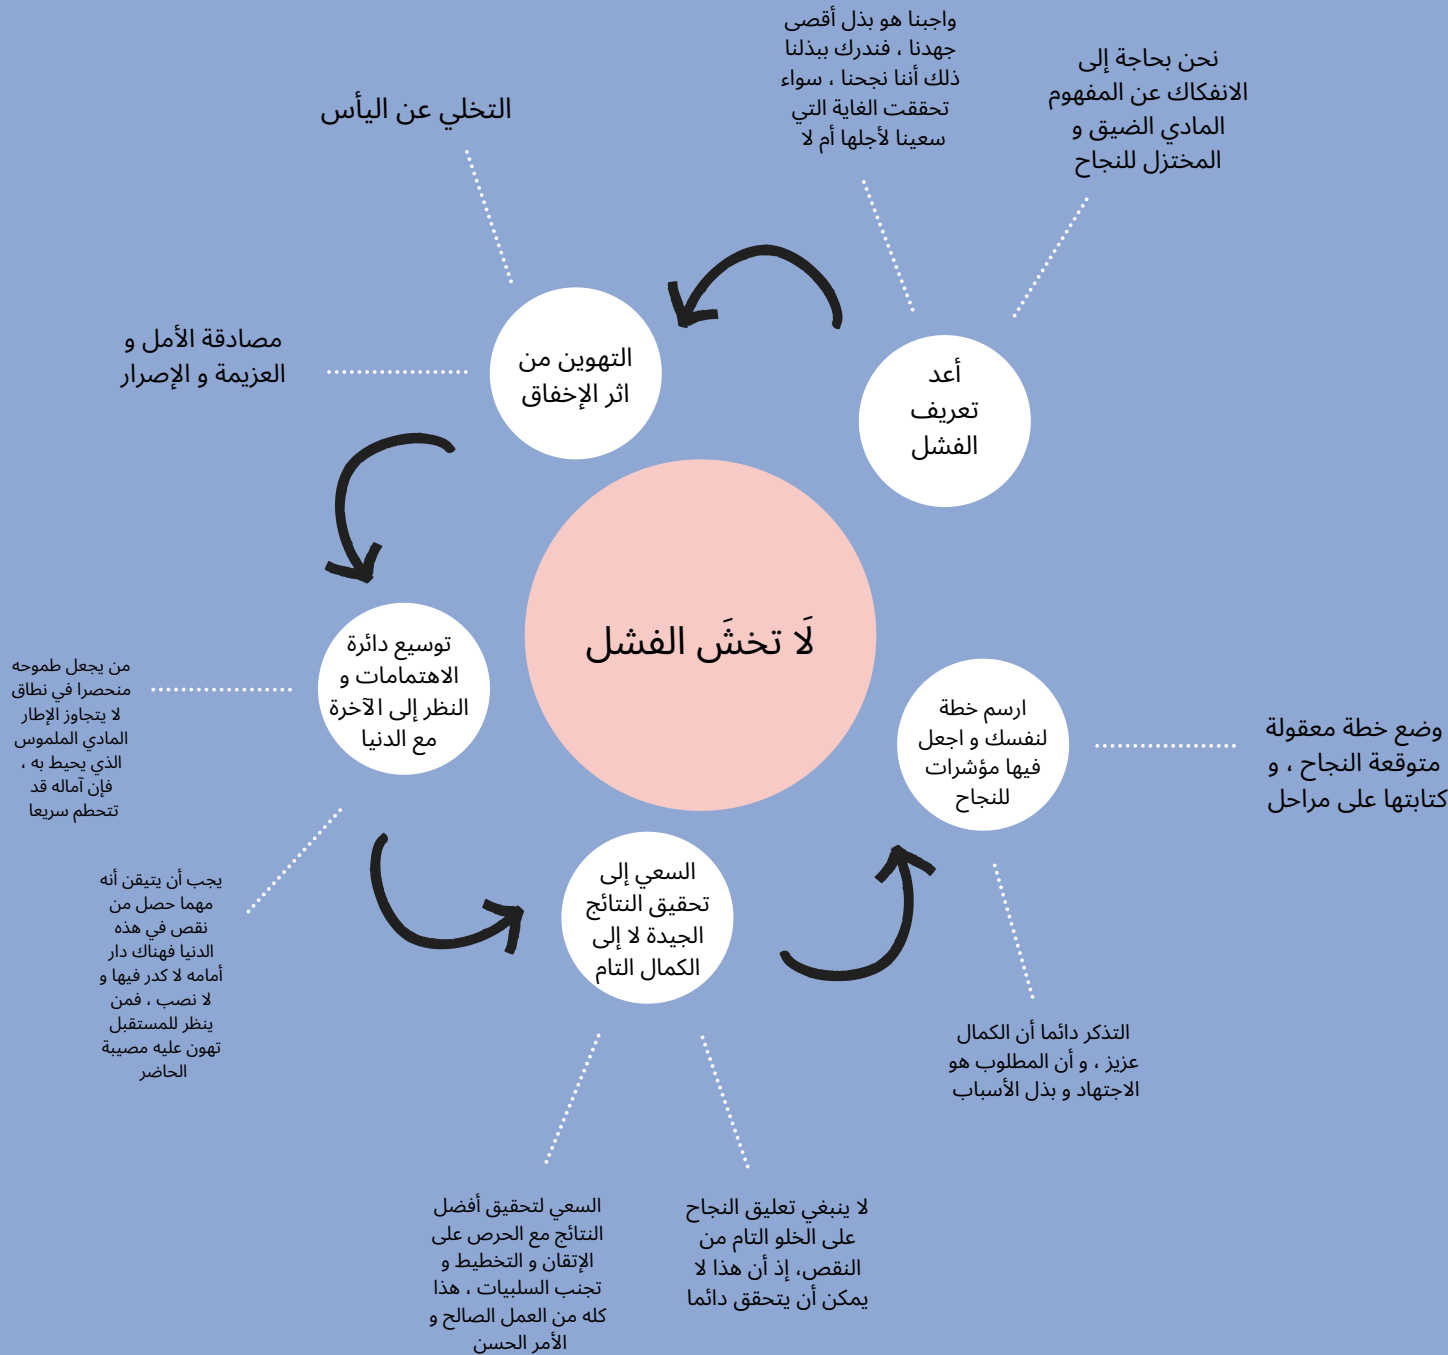 لَا تخشَ الفشل
أعد
تعريف
الفشل
نحن بحاجة إلى
الانفكاك عن المفهوم
المادي الضيق و
المختزل للنجاح
واجبنا هو بذل أقصى
جهدنا ، فندرك ببذلنا
ذلك أننا نجحنا ، سواء
تحققت الغاية التي
سعينا لأجلها أم لا
التهوين من
اثر الإخفاق
التخلي عن اليأس
مصادقة الأمل و
العزيمة و الإصرار
توسيع دائرة
الاهتمامات و
النظر إلى الآخرة
مع الدنيا
من يجعل طموحه
منحصرا في نطاق
لا يتجاوز الإطار
المادي الملموس
الذي يحيط به ،
فإن آماله قد
تتحطم سريعا
يجب أن يتيقن أنه
مهما حصل من
نقص في هذه
الدنيا فهناك دار
أمامه لا كدر فيها و
لا نصب ، فمن
ينظر للمستقبل
تهون عليه مصيبة
الحاضر
السعي إلى
تحقيق النتائج
الجيدة لا إلى
الكمال التام
السعي لتحقيق أفضل
النتائج مع الحرص على
الإتقان و التخطيط و
تجنب السلبيات ، هذا
كله من العمل الصالح و
الأمر الحسن
لا ينبغي تعليق النجاح
على الخلو التام من
النقص، إذ أن هذا لا
يمكن أن يتحقق دائما
ارسم خطة
لنفسك و اجعل
فيها مؤشرات
للنجاح
وضع خطة معقولة
متوقعة النجاح ، و
كتابتها على مراحل
التذكر دائما أن الكمال
عزيز ، و أن المطلوب هو
الاجتهاد و بذل الأسباب